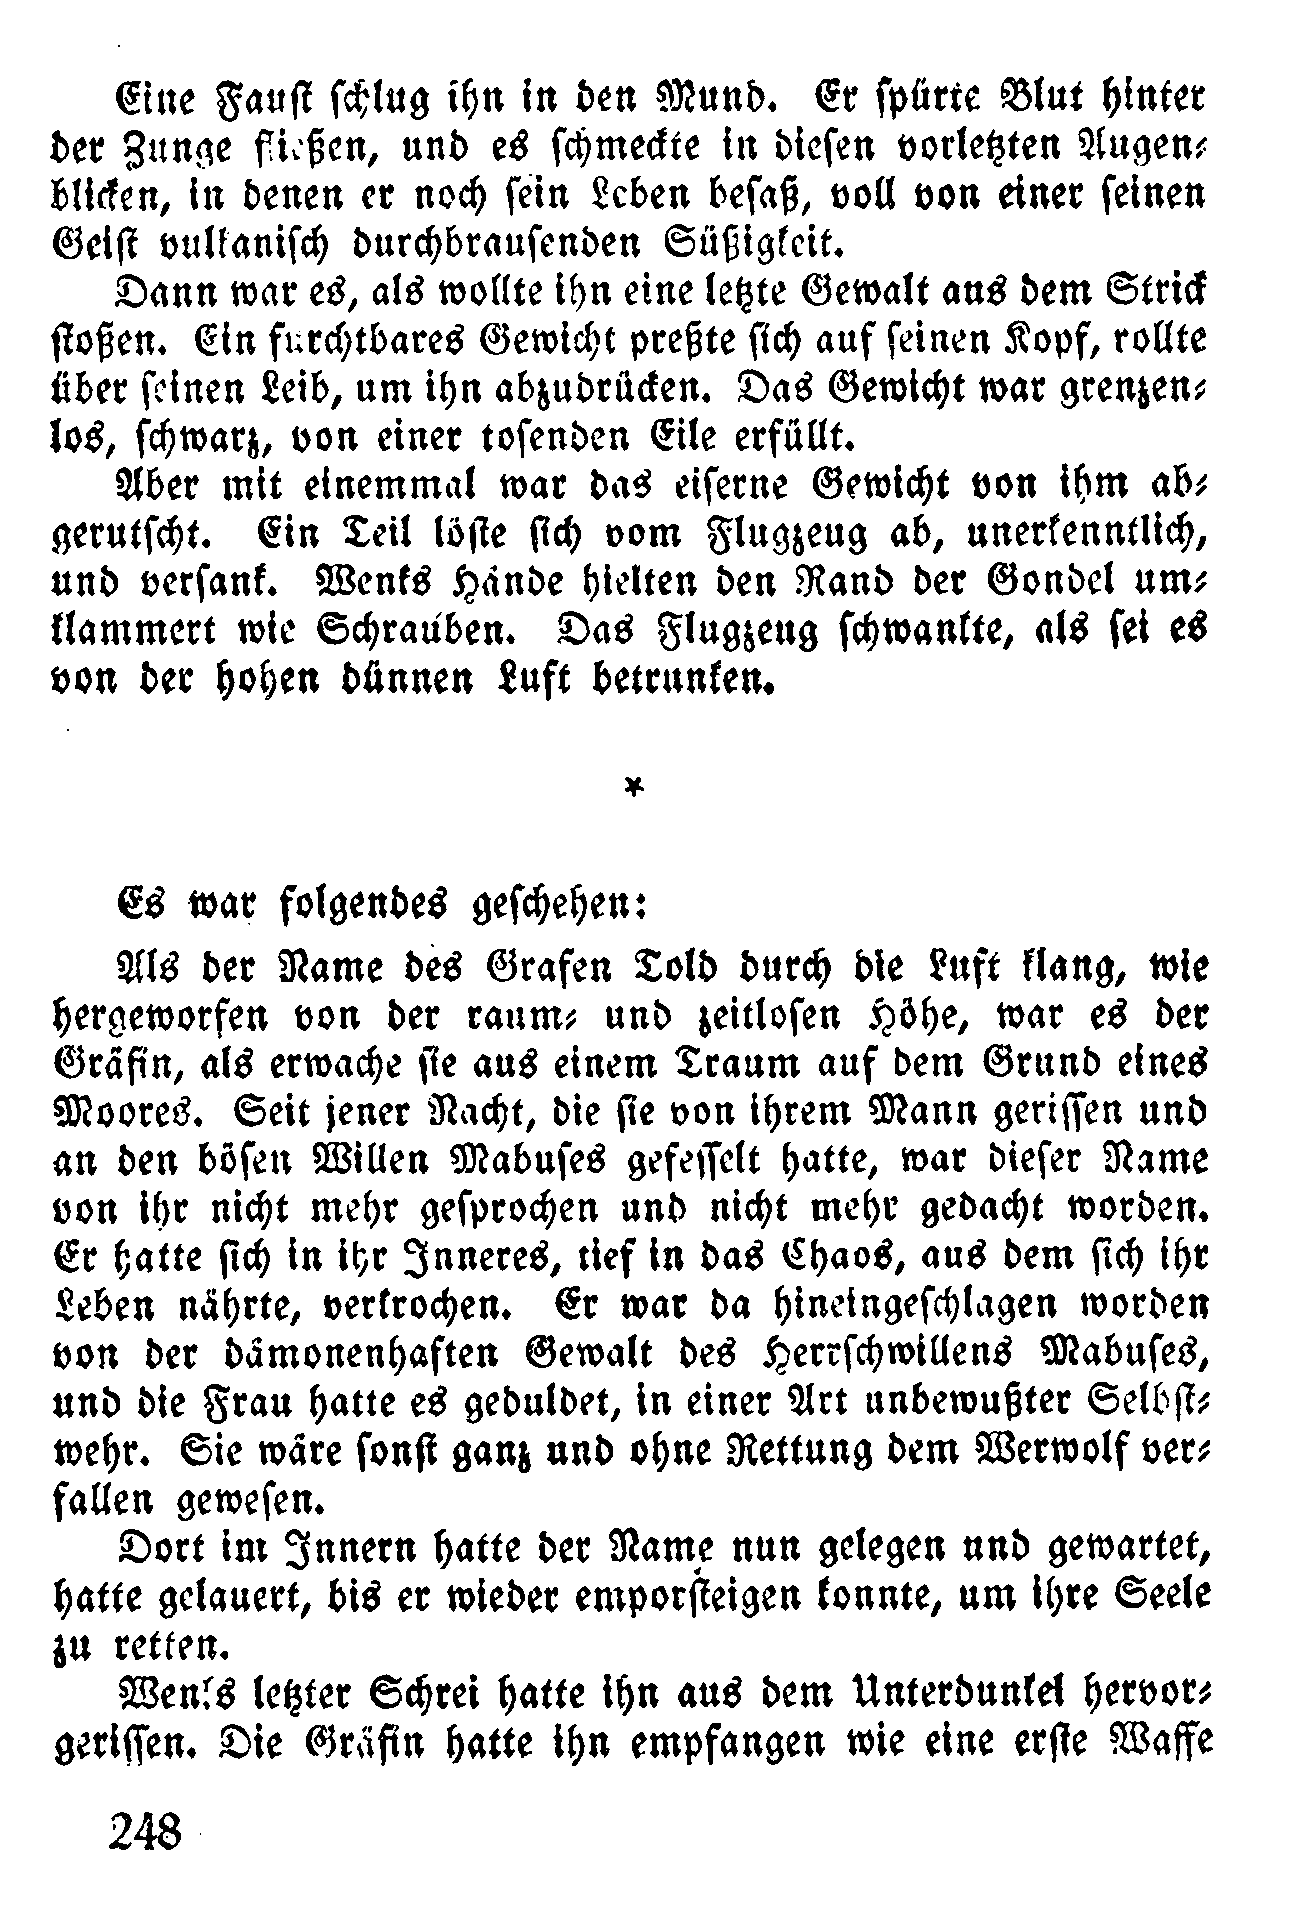 Eine Faust schlug ihn in den Mund. Er spürte Blut hinter
der Zunge fließen, und es schmeckte in diesen vorletzten Augen-
blicken, in denen er noch sein Leben besaß, voll von einer seinen
Geist vulkanisch durchbrausenden Süßigkeit.
Dann war es, als wollte ihn eine letzte Gewalt aus dem Strick
stoßen. Ein furchtbares Gewicht preßte sich auf seinen Kopf, rollte
über seinen Leib, um ihn abzudrücken. Das Gewicht war grenzen-
los, schwarz, von einer tosenden Eile erfüllt.
Aber mit einemmal war das eiserne Gewicht von ihm ab-
gerutscht. Ein Teil löste sich vom Flugzeug ab, unerkenntlich,
und versank. Wenks Hände hielten den Rand der Gondel um-
klammert wie Schrauben. Das Flugzeug schwankte, als sei es
von der hohen dünnen Luft betrunken.
*
Es war folgendes geschehen:
Als der Name des Grafen Told durch die Luft klang, wie
hergeworfen von der raum- und zeitlosen Höhe, war es der
Gräfin, als erwache sie aus einem Traum auf dem Grund eines
Moores. Seit jener Nacht, die sie von ihrem Mann gerissen und
an den bösen Willen Mabuses gefesselt hatte, war dieser Name
von ihr nicht mehr gesprochen und nicht mehr gedacht worden.
Er hatte sich in ihr Inneres, tief in das Chaos, aus dem sich ihr
Leben nährte, verkrochen. Er war da hineingeschlagen worden
von der dämonenhaften Gewalt des Herrschwillens Mabuses,
und die Frau hatte es geduldet, in einer Art unbewußter Selbst-
wehr. Sie wäre sonst ganz und ohne Rettung dem Werwolf ver-
fallen gewesen.
Dort im Innern hatte der Name nun gelegen und gewartet,
hatte gelauert, bis er wieder emporsteigen konnte, um ihre Seele
zu retten.
Wenks letzter Schrei hatte ihn aus dem Unterdunkel hervor-
gerissen. Die Gräfin hatte ihn empfangen wie eine erste Waffe
248